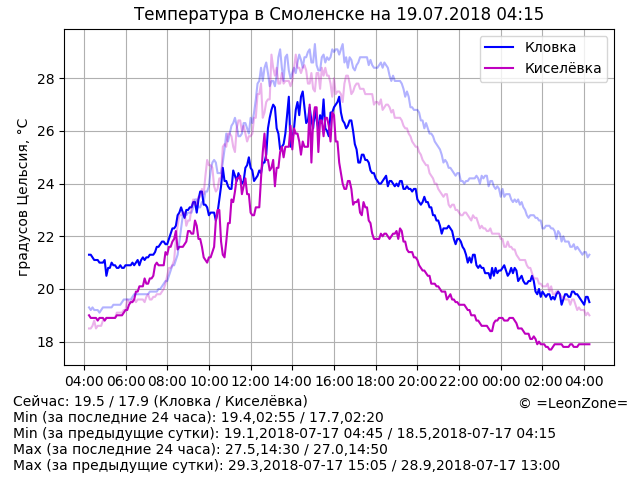 Температура в Смоленске на 19.07.2018 04:15
Кловка
Киселёвка
градусов Цельсия, °C
28
26
24
22
20
18
04:00 06:00 08:00 10:00 12:00 14:00 16:00 18:00 20:00 22:00 00:00 02:00 04:00
Сейчас: 19.5 / 17.9 (Кловка / Киселёвка)
© =LeonZone=
Min (за последние 24 часа): 19.4,02:55 / 17.7,02:20
Min (за предыдущие сутки): 19.1,2018-07-17 04:45 / 18.5,2018-07-17 04:15
Max (за последние 24 часа): 27.5,14:30 / 27.0,14:50
Max (за предыдущие сутки): 29.3,2018-07-17 15:05 / 28.9,2018-07-17 13:00